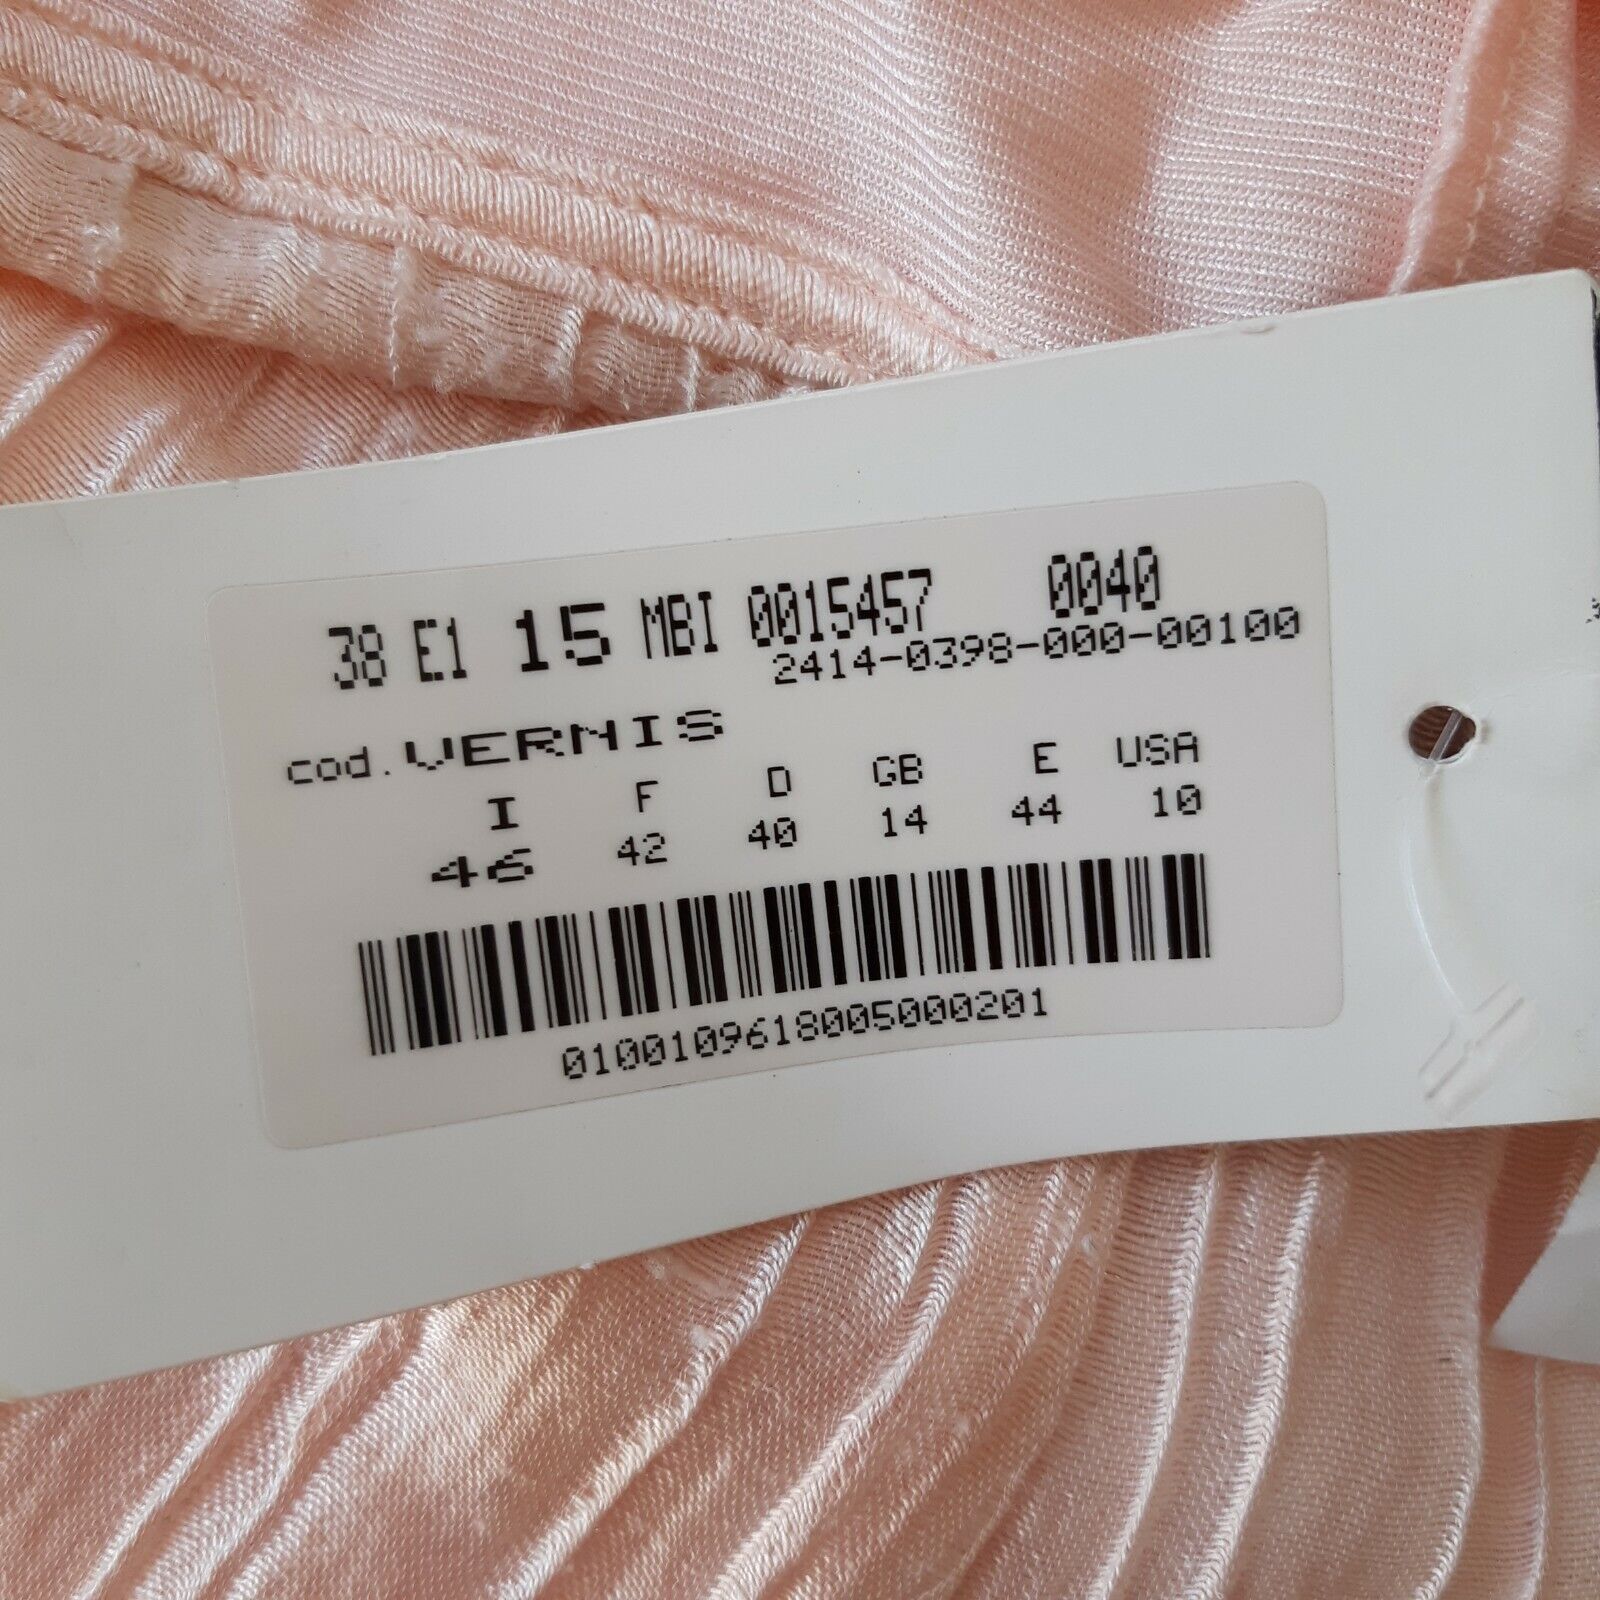 38 E1 15 MBI 0015457 0040
2414-0398-000-00100
cod. VERNIS
I F D GB E USA
46 42 40 14 44 10
0100109618005000201